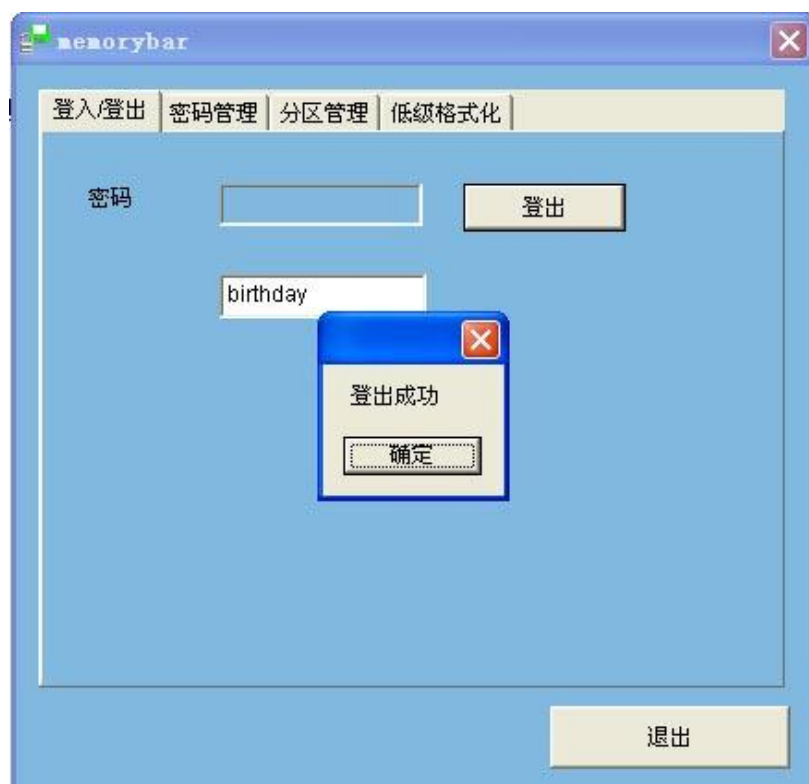 memorybar
登入/登出 密码管理 分区管理 低级格式化
密码
登出
birthday
登出成功
确定
退出